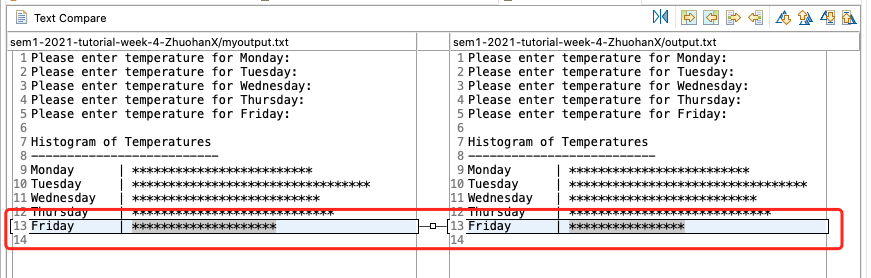 Text Compare
sem1-2021-tutorial-week-4-ZhuohanX/myoutput.txt
1 Please enter temperature for Monday:
2 Please enter temperature for Tuesday:
3 Please enter temperature for Wednesday:
4 Please enter temperature for Thursday:
5 Please enter temperature for Friday:
6
7 Histogram of Temperatures
8 --------------------------
9 Monday      | *************************
10 Tuesday     | *********************************
11 Wednesday   | **************************
12 Thursday    | ****************************
13 Friday      | ********************
14
sem1-2021-tutorial-week-4-ZhuohanX/output.txt
1 Please enter temperature for Monday:
2 Please enter temperature for Tuesday:
3 Please enter temperature for Wednesday:
4 Please enter temperature for Thursday:
5 Please enter temperature for Friday:
6
7 Histogram of Temperatures
8 --------------------------
9 Monday      | *************************
10 Tuesday     | *********************************
11 Wednesday   | **************************
12 Thursday    | ****************************
13 Friday      | ****************
14